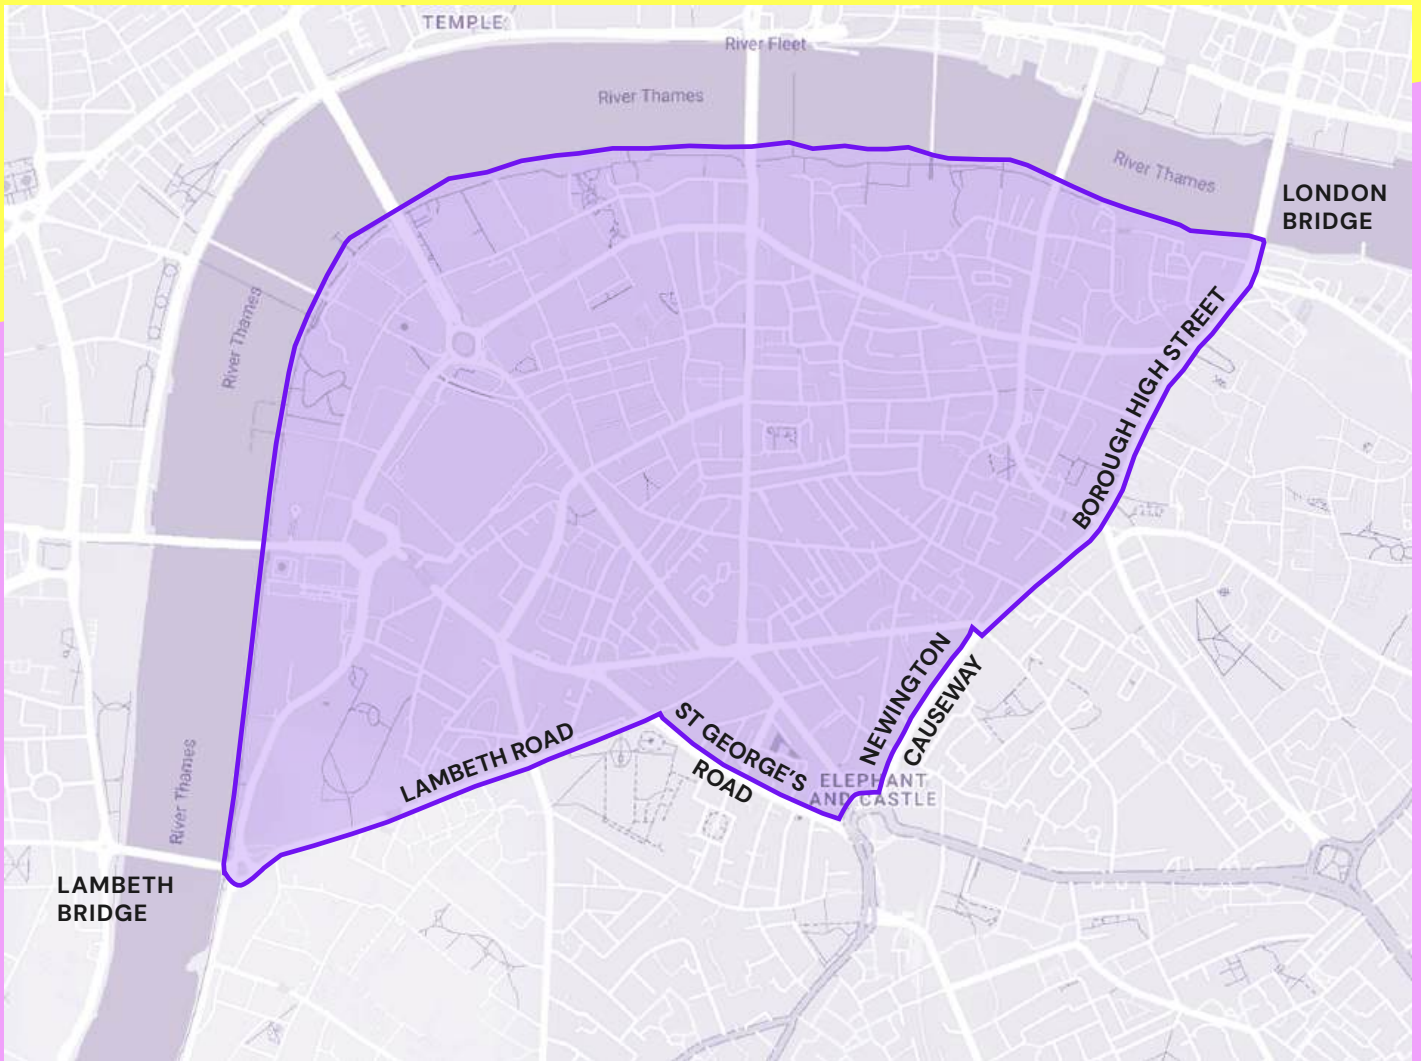 TEMPLE
River Fleet
River Thames
River Thames
LONDON
BRIDGE
River Thames
BOROUGH HIGH STREET
NEWINGTON
CAUSEWAY
ST GEORGE'S
ROAD
LAMBETH ROAD
ELEPHANT
AND CASTLE
River Thames
LAMBETH
BRIDGE